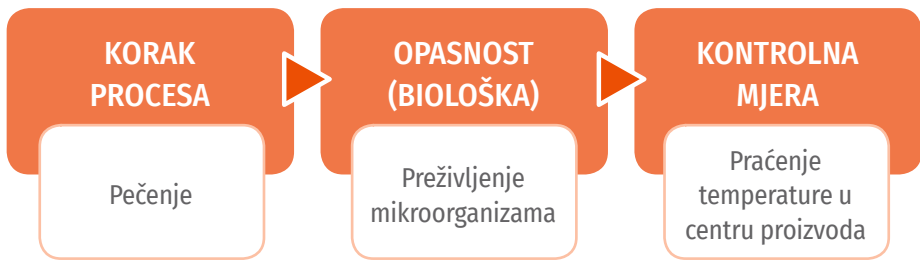 KORAK
PROCESA
Pečenje
OPASNOST
(BIOLOŠKA)
Preživljenje
mikroorganizama
KONTROLNA
MJERA
Praćenje
temperature u
centru proizvoda